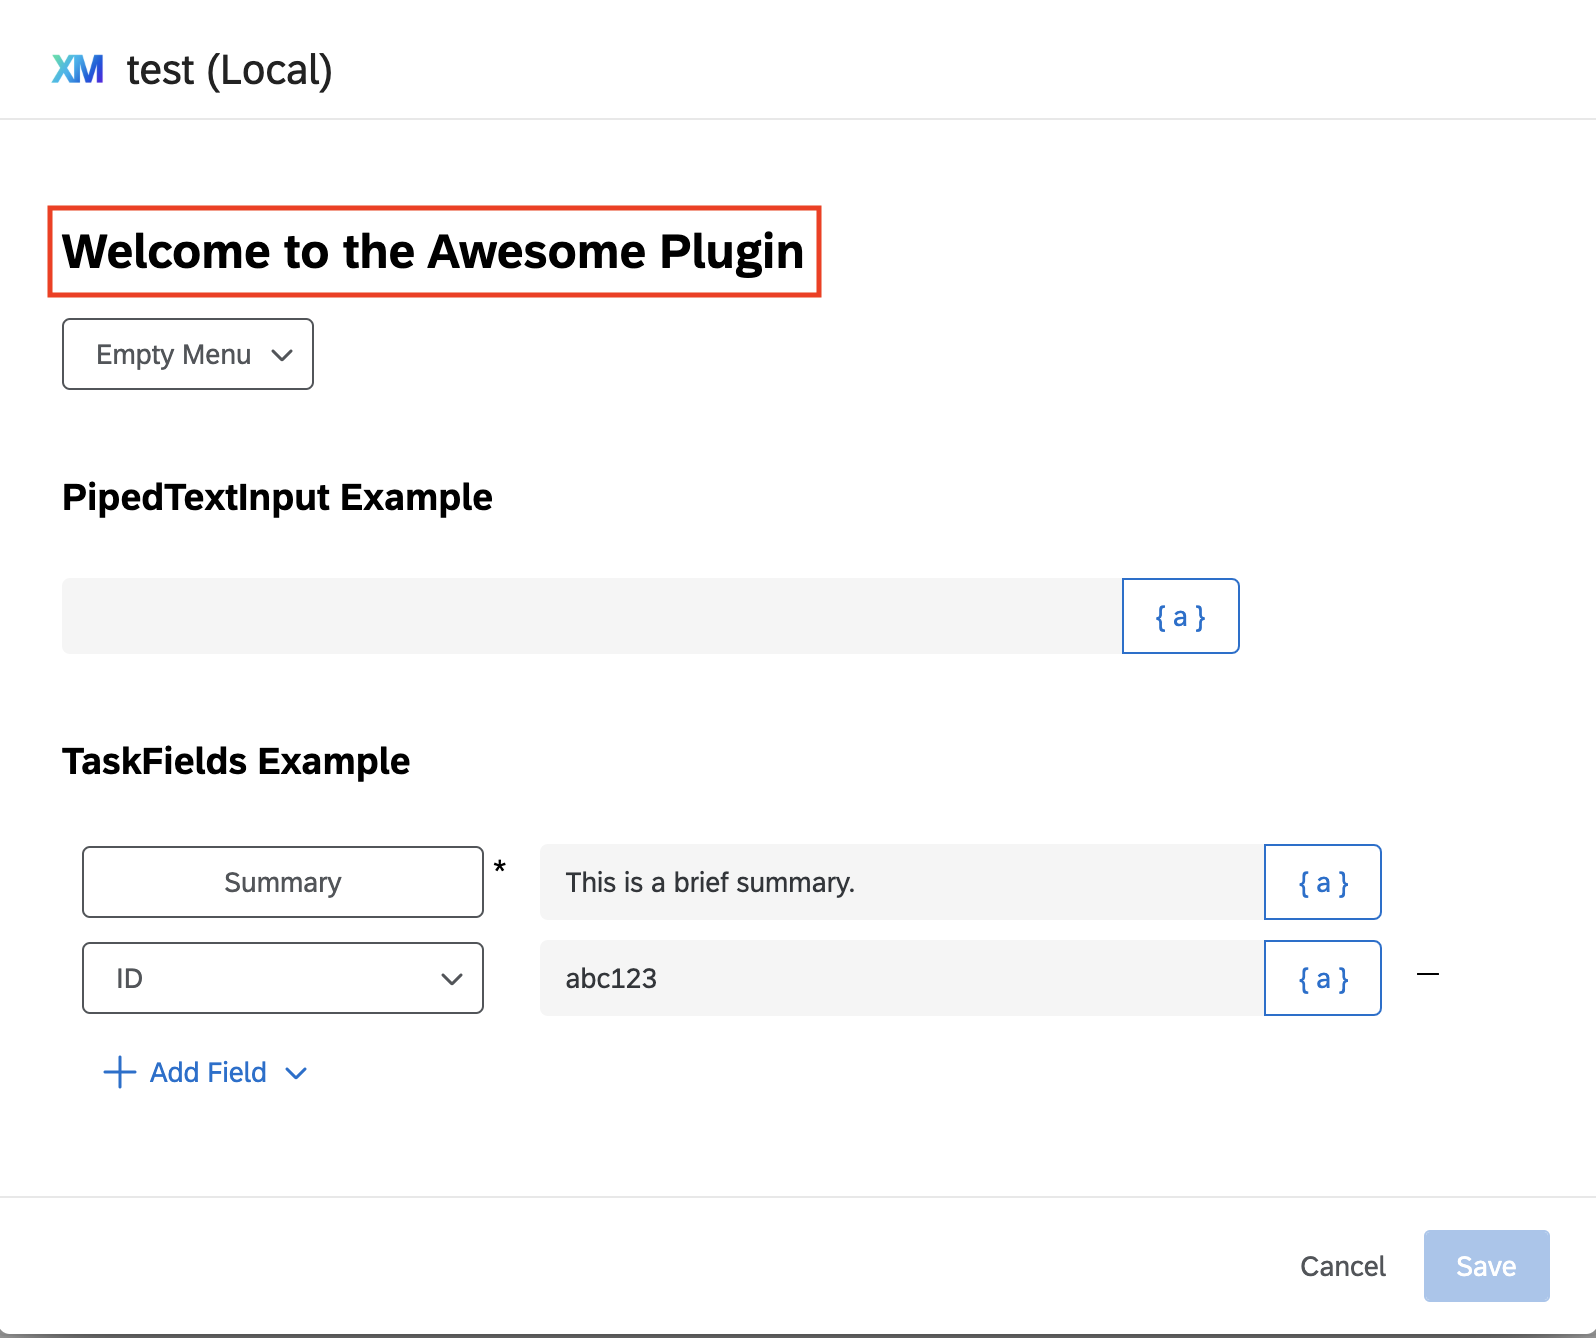 XM test (Local)
Welcome to the Awesome Plugin
Empty Menu
PipedTextInput Example
{ a }
TaskFields Example
Summary * This is a brief summary. { a }
ID abc123 { a } —
+ Add Field
Cancel Save